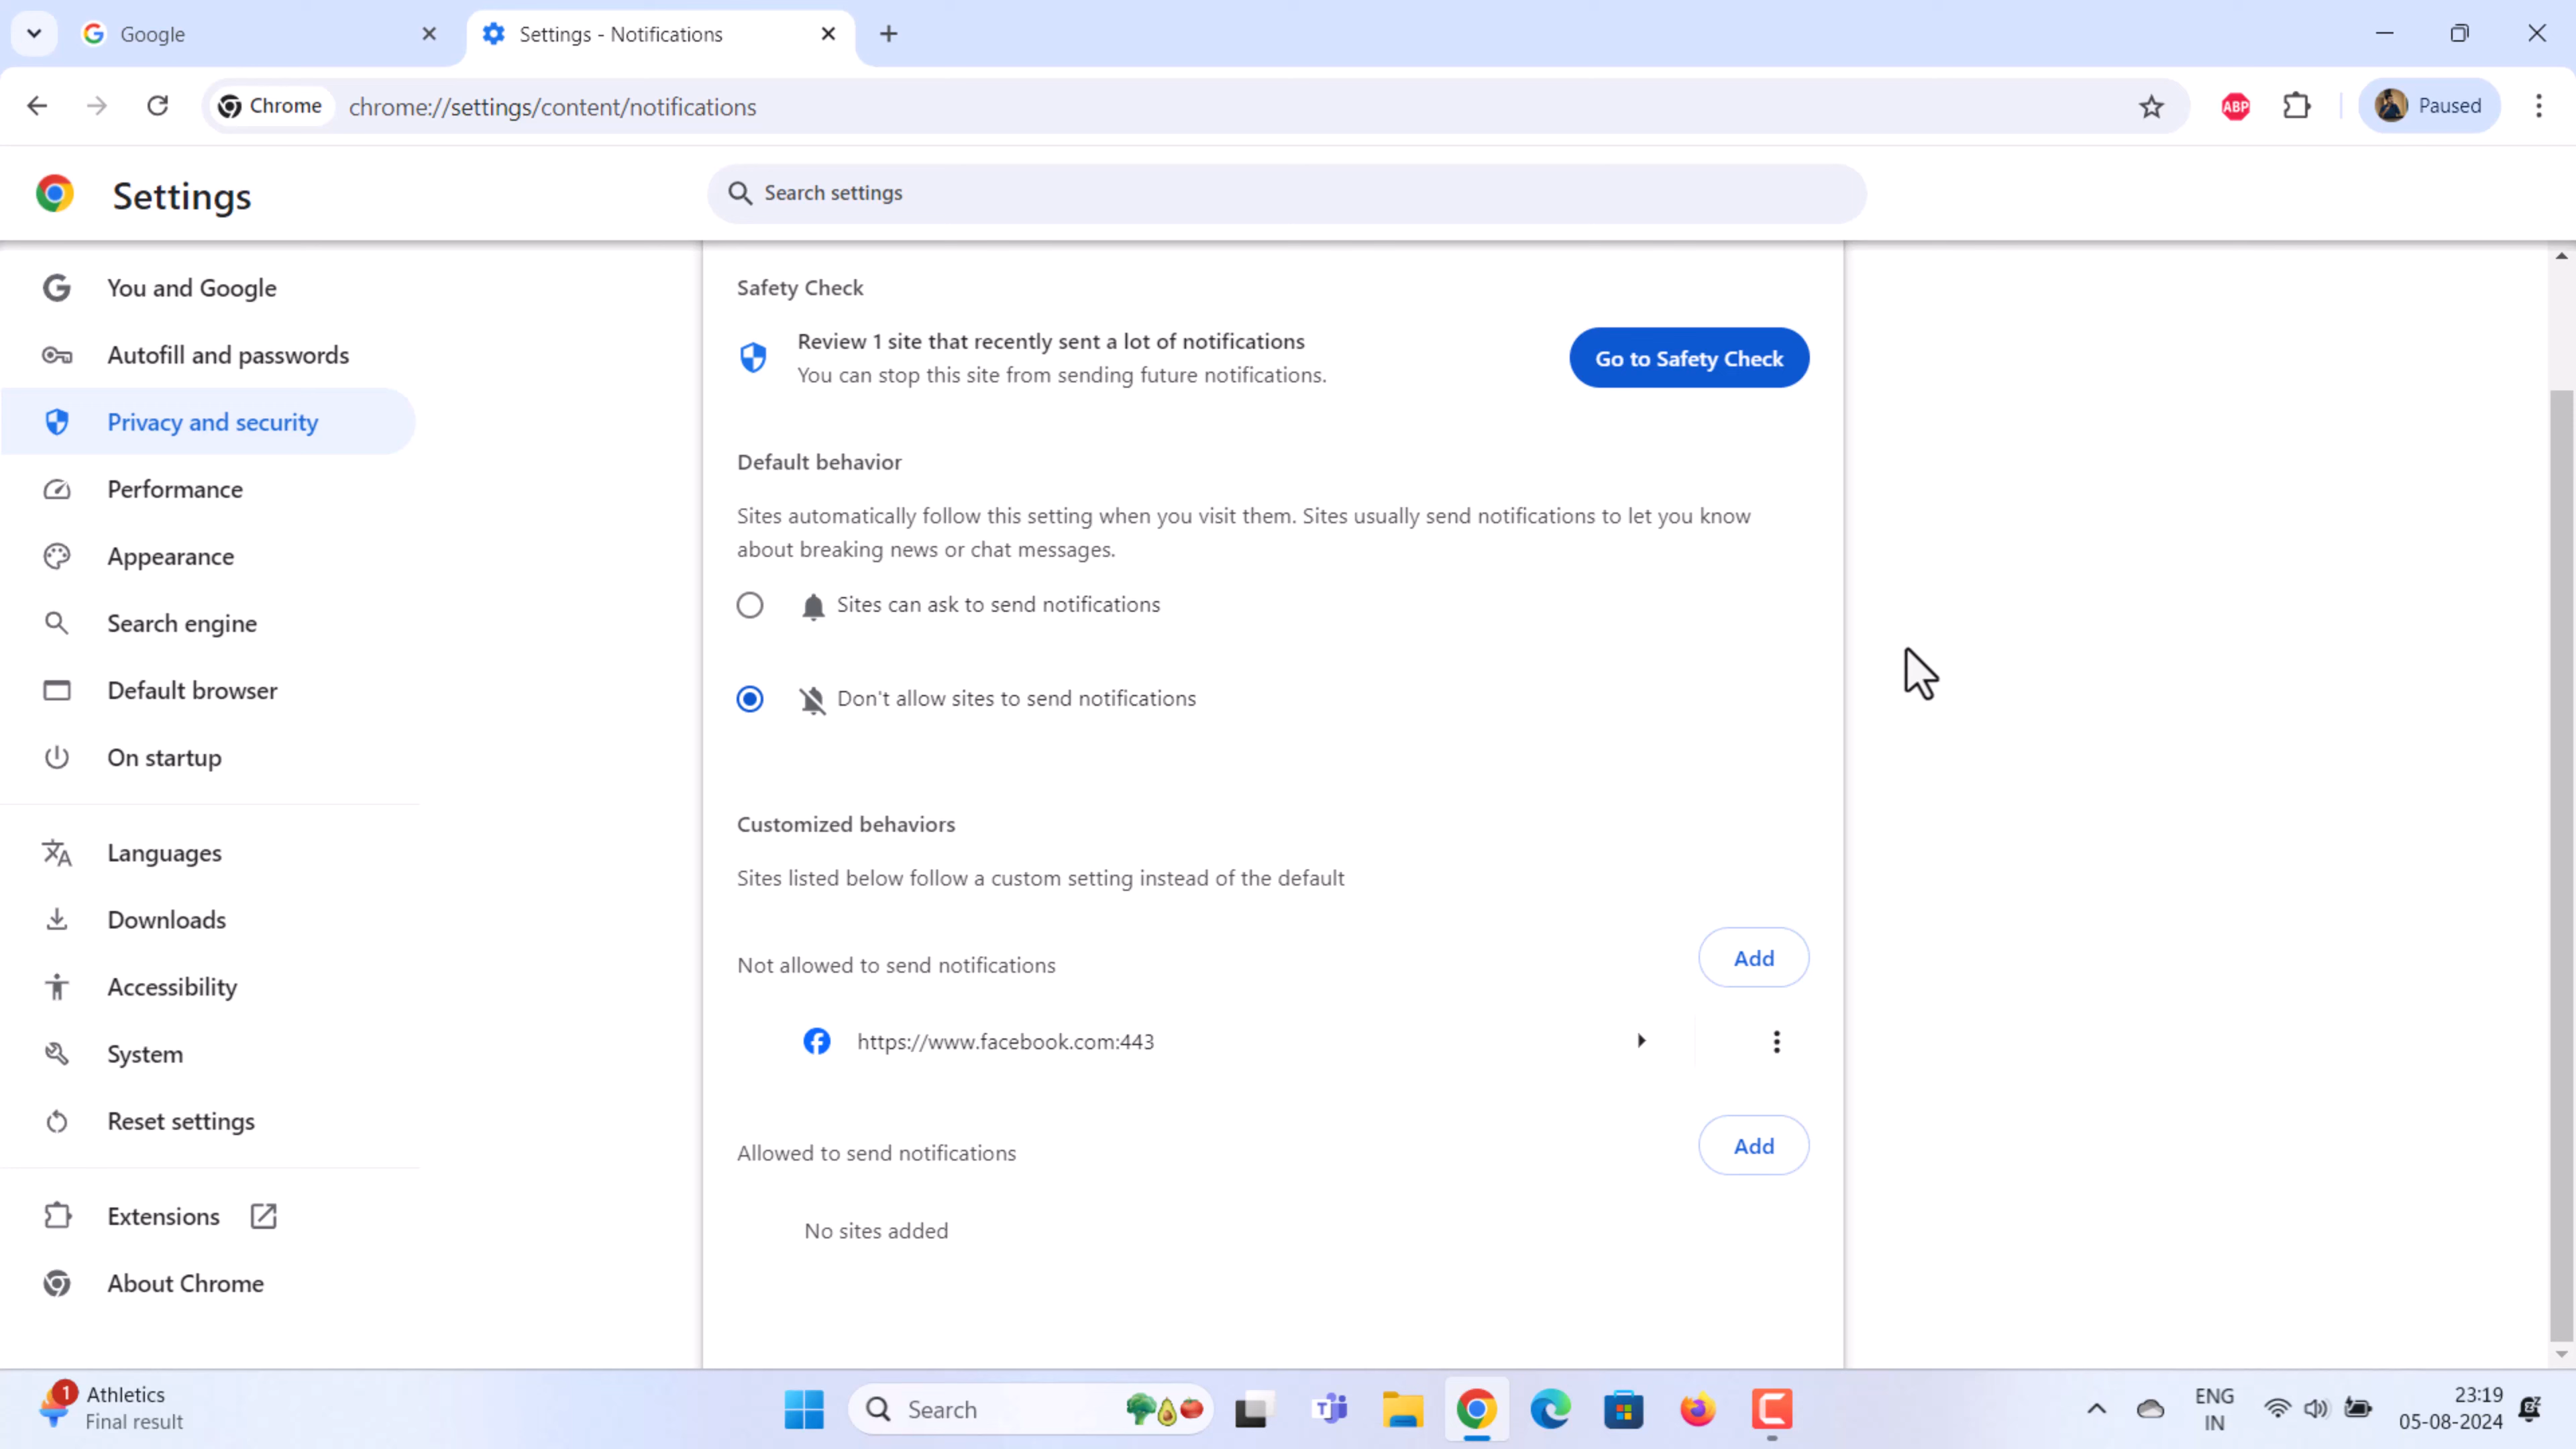 Google
Settings - Notifications
Chrome
chrome://settings/content/notifications
ABP
Paused
Settings
Search settings
You and Google
Autofill and passwords
Privacy and security
Performance
Appearance
Search engine
Default browser
On startup
Languages
Downloads
Accessibility
System
Reset settings
Extensions
About Chrome
Safety Check
Review 1 site that recently sent a lot of notifications
You can stop this site from sending future notifications.
Go to Safety Check
Default behavior
Sites automatically follow this setting when you visit them. Sites usually send notifications to let you know
about breaking news or chat messages.
Sites can ask to send notifications
Don't allow sites to send notifications
Customized behaviors
Sites listed below follow a custom setting instead of the default
Not allowed to send notifications
Add
https://www.facebook.com:443
Allowed to send notifications
Add
No sites added
1
Athletics
Final result
Search
ENG
IN
23:19
05-08-2024